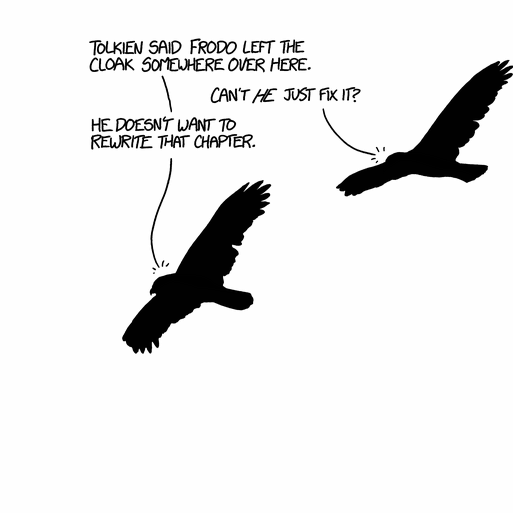 TOLKIEN SAID FRODO LEFT THE
CLOAK SOMEWHERE OVER HERE.
CAN'T HE JUST FIX IT?
HE DOESN'T WANT TO
REWRITE THAT CHAPTER.